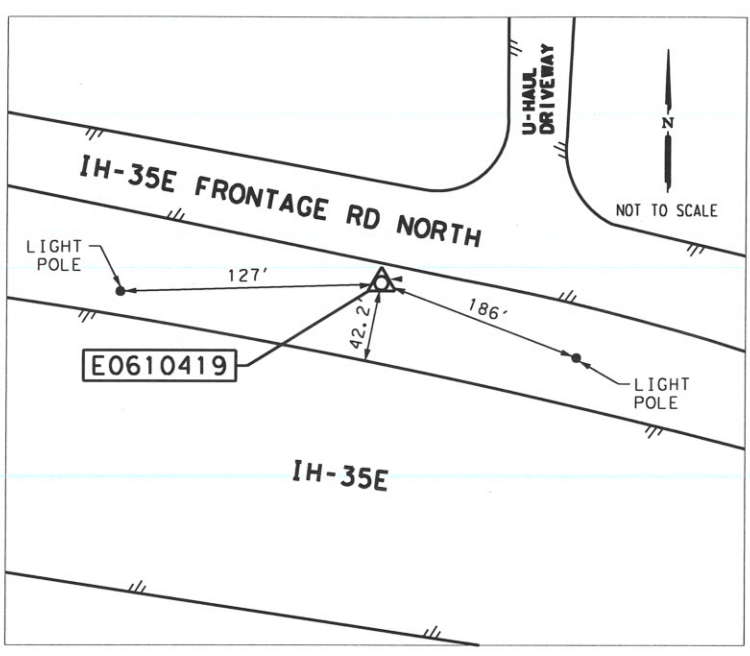 U-HAUL
DRIVEWAY
N
NOT TO SCALE
IH-35E FRONTAGE RD NORTH
LIGHT
POLE
127'
186'
42.2'
E0610419
LIGHT
POLE
IH-35E